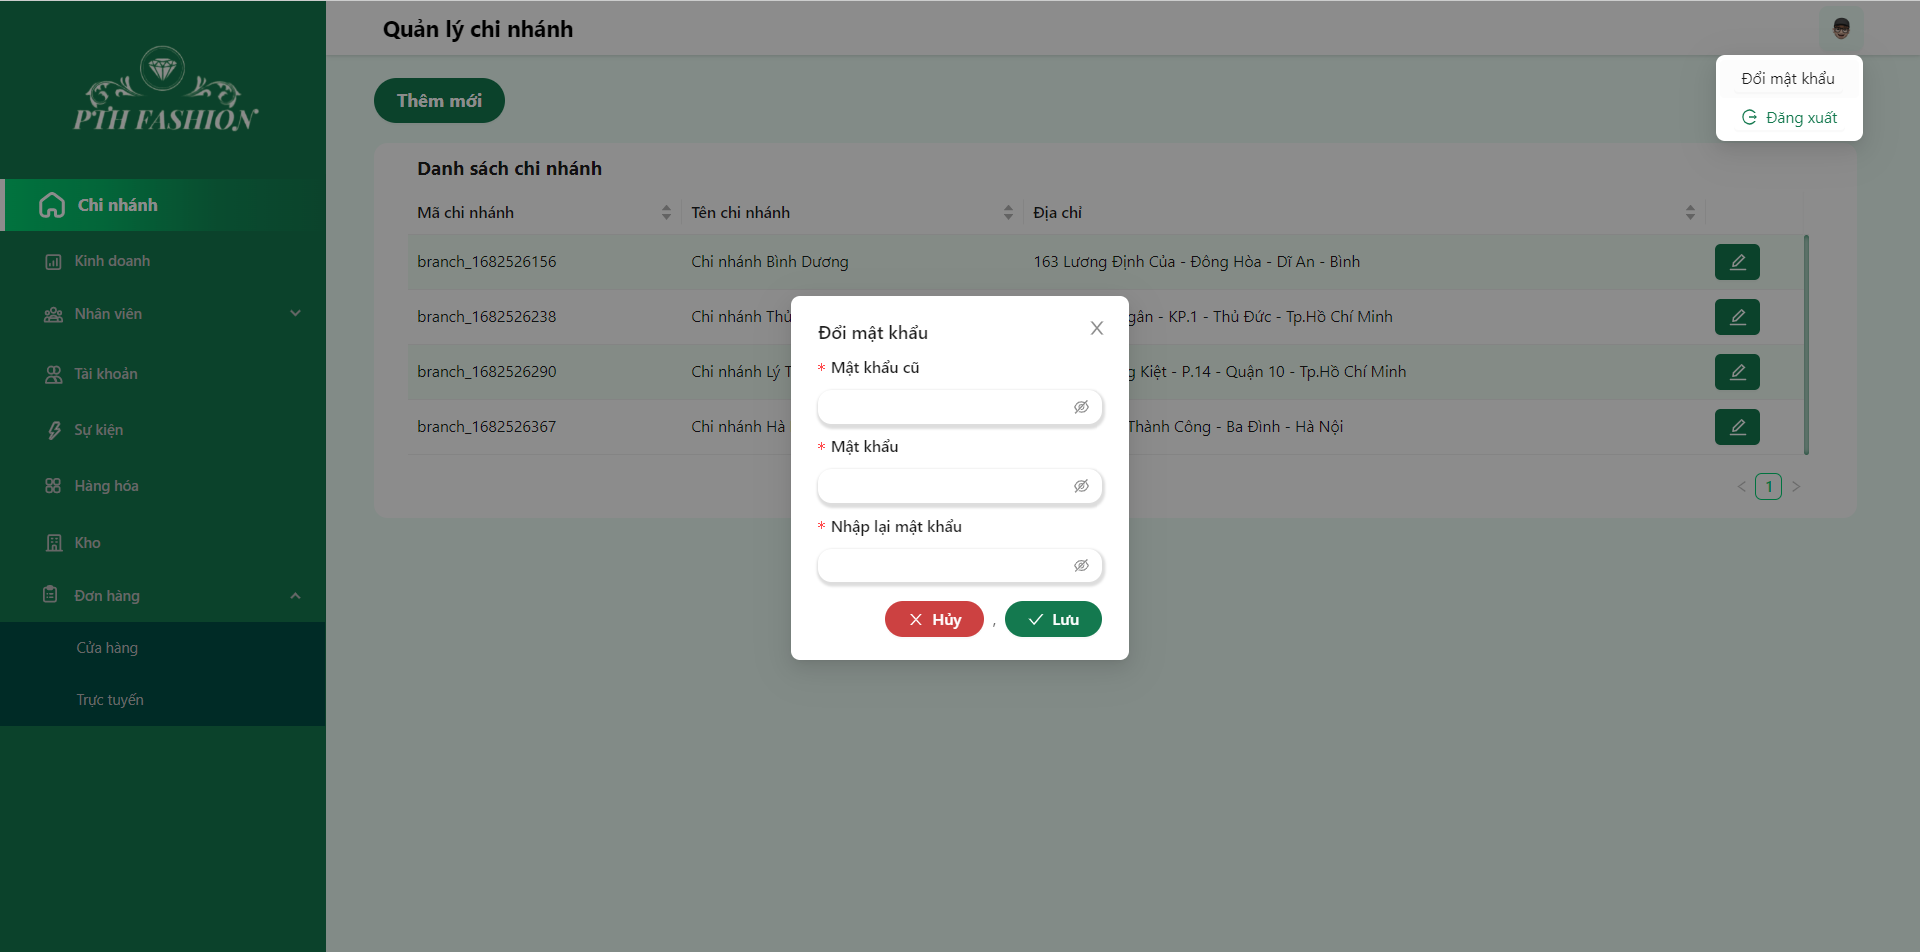 PTH FASHION
Chi nhánh
Kinh doanh
Nhân viên
Tài khoản
Sự kiện
Hàng hóa
Kho
Đơn hàng
Cửa hàng
Trực tuyến
Quản lý chi nhánh
Đổi mật khẩu
Đăng xuất
Thêm mới
Danh sách chi nhánh
Mã chi nhánh Tên chi nhánh Địa chỉ
branch_1682526156 Chi nhánh Bình Dương 163 Lương Định Của - Đông Hòa - Dĩ An - Bình
branch_1682526238 Chi nhánh - KP.1 - Thủ Đức - Tp.Hồ Chí Minh
branch_1682526290 Chi nhánh Lý Kiệt - P.14 - Quận 10 - Tp.Hồ Chí Minh
branch_1682526367 Chi nhánh Hà Thành Công - Ba Đình - Hà Nội
< 1 >
Đổi mật khẩu
* Mật khẩu cũ
* Mật khẩu
* Nhập lại mật khẩu
Hủy , Lưu